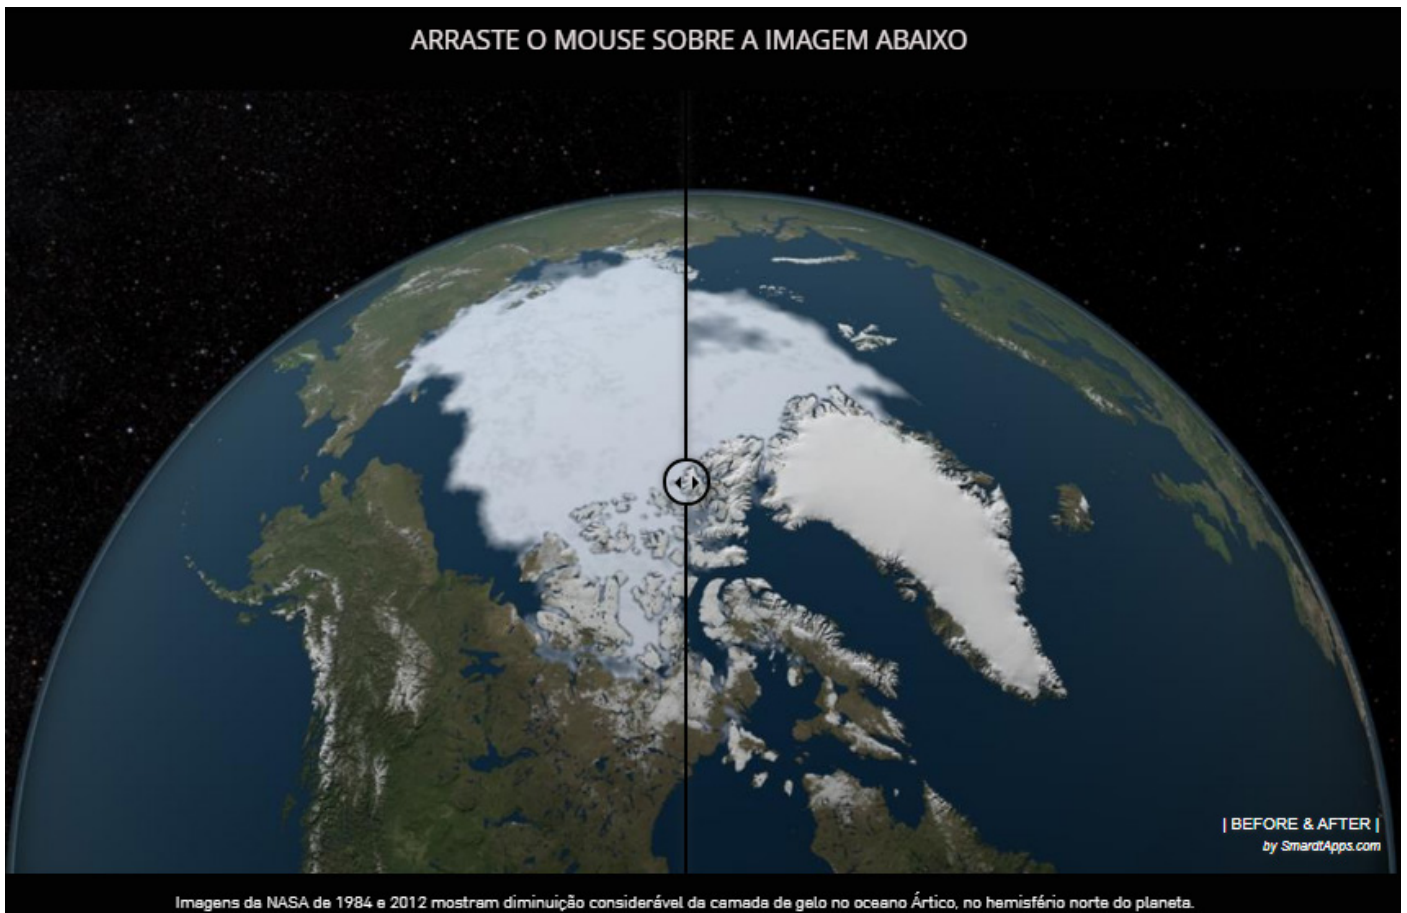 ARRASTE O MOUSE SOBRE A IMAGEM ABAIXO
| BEFORE & AFTER |
by SmardtApps.com
Imagens da NASA de 1984 e 2012 mostram diminuição considerável da camada de gelo no oceano Ártico, no hemisfério norte do planeta.